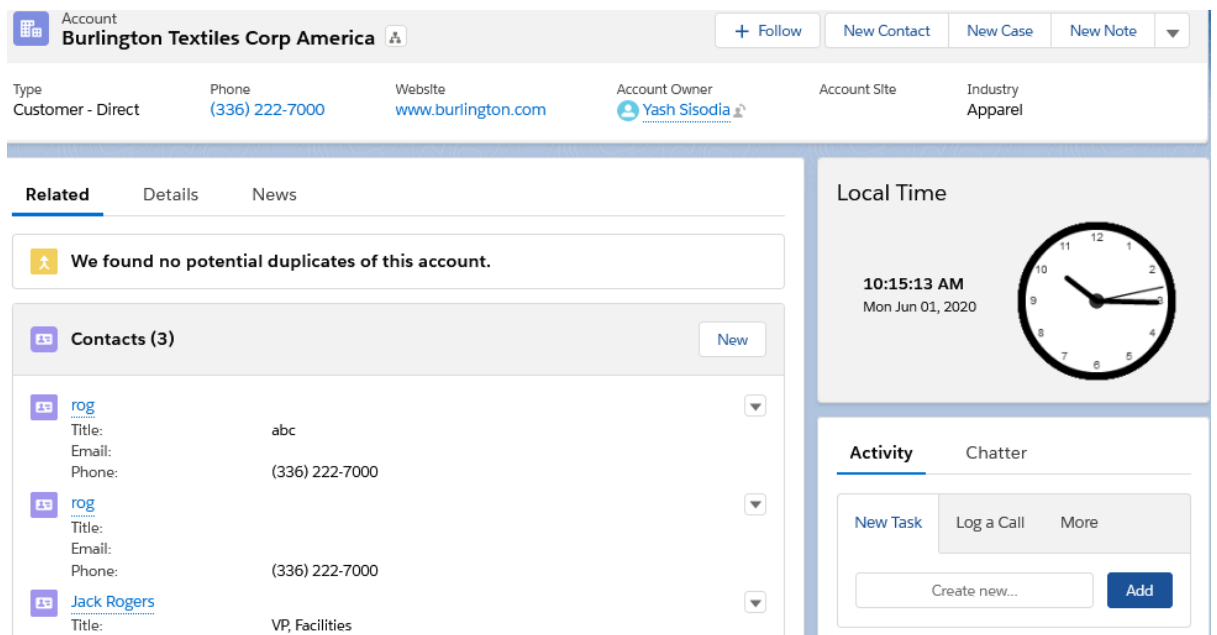 Account
Burlington Textiles Corp America
+ Follow
New Contact
New Case
New Note
Type
Customer - Direct
Phone
(336) 222-7000
Website
www.burlington.com
Account Owner
Yash Sisodia
Account Site
Industry
Apparel
Related Details News
We found no potential duplicates of this account.
Contacts (3)
New
rog
Title: abc
Email:
Phone: (336) 222-7000
rog
Title:
Email:
Phone: (336) 222-7000
Jack Rogers
Title: VP, Facilities
Local Time
10:15:13 AM
Mon Jun 01, 2020
12
1
2
3
4
5
6
7
8
9
10
11
Activity Chatter
New Task Log a Call More
Create new...
Add